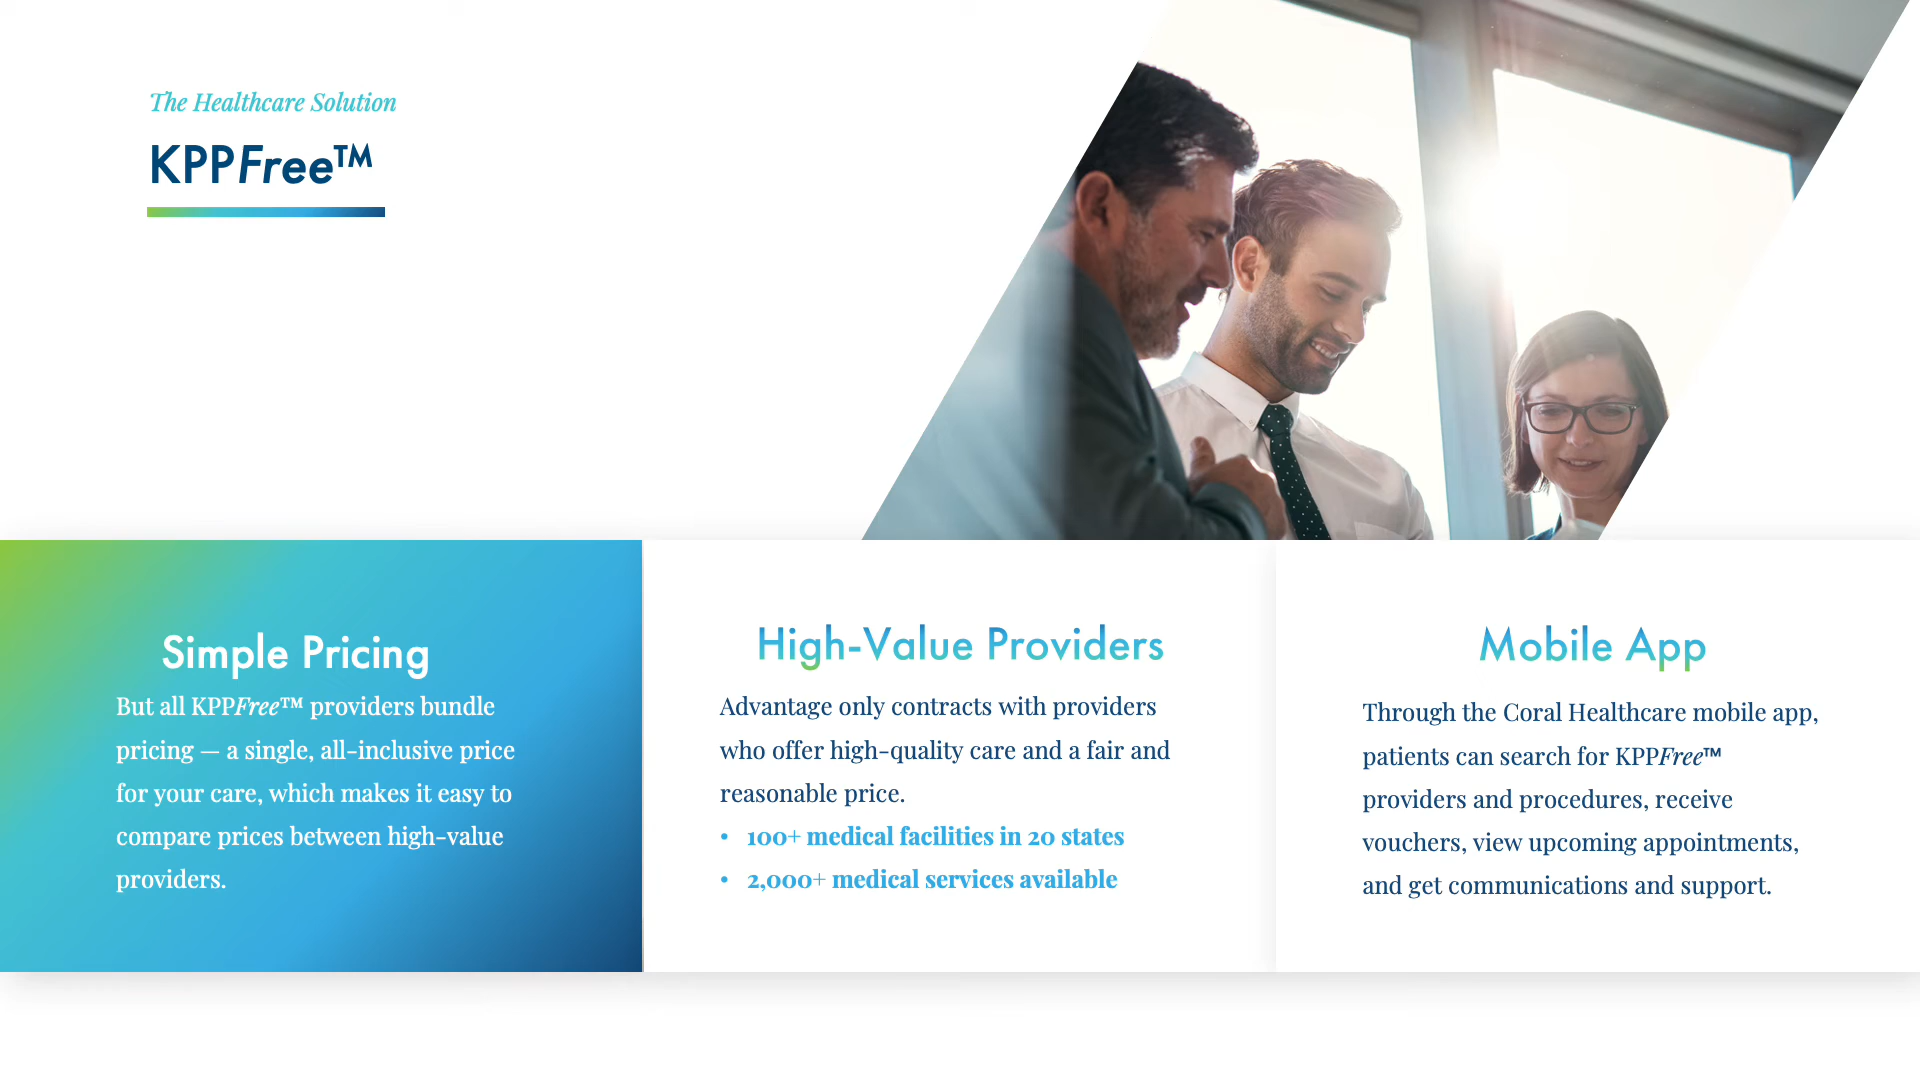 The Healthcare Solution
KPPFree™
Simple Pricing
But all KPPFree™ providers bundle
pricing — a single, all-inclusive price
for your care, which makes it easy to
compare prices between high-value
providers.
High-Value Providers
Advantage only contracts with providers
who offer high-quality care and a fair and
reasonable price.
• 100+ medical facilities in 20 states
• 2,000+ medical services available
Mobile App
Through the Coral Healthcare mobile app,
patients can search for KPPFree™
providers and procedures, receive
vouchers, view upcoming appointments,
and get communications and support.